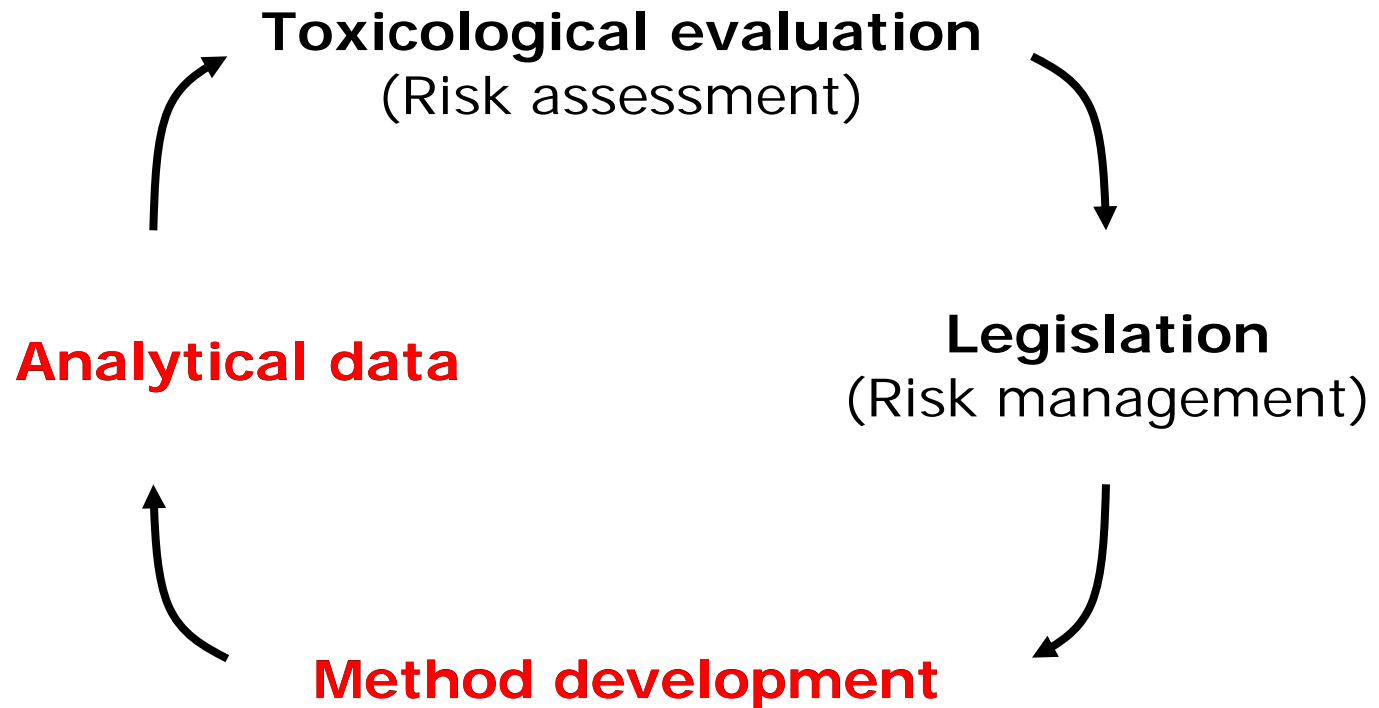 Toxicological evaluation
(Risk assessment)
Legislation
(Risk management)
Analytical data
Method development